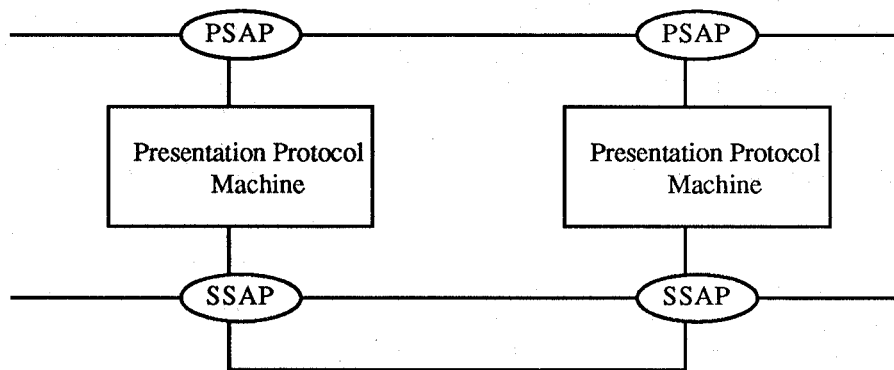 PSAP
PSAP
Presentation Protocol
Machine
Presentation Protocol
Machine
SSAP
SSAP